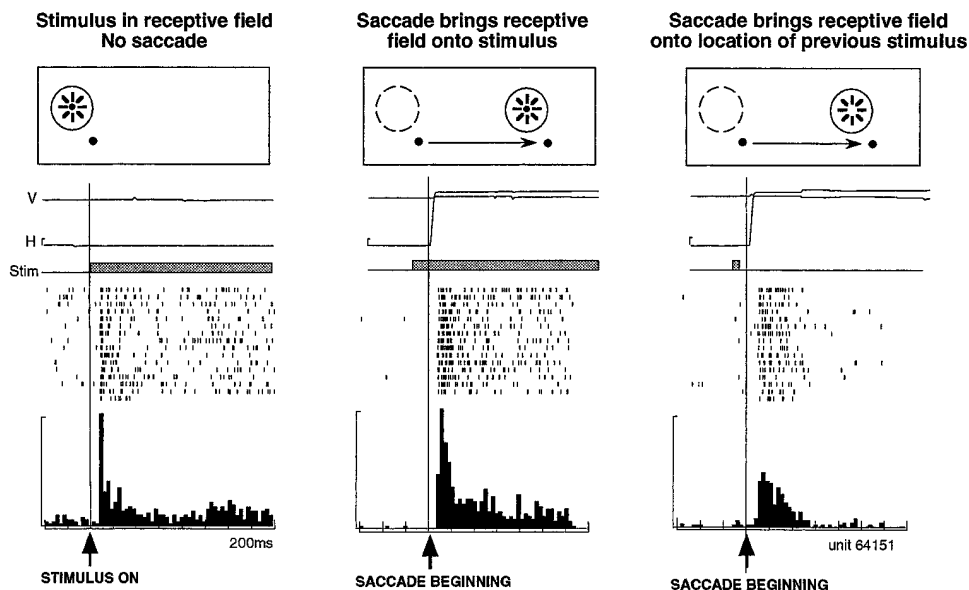 Stimulus in receptive field
No saccade
Saccade brings receptive
field onto stimulus
Saccade brings receptive field
onto location of previous stimulus
V
H
Stim
200ms
unit 64151
STIMULUS ON
SACCADE BEGINNING
SACCADE BEGINNING